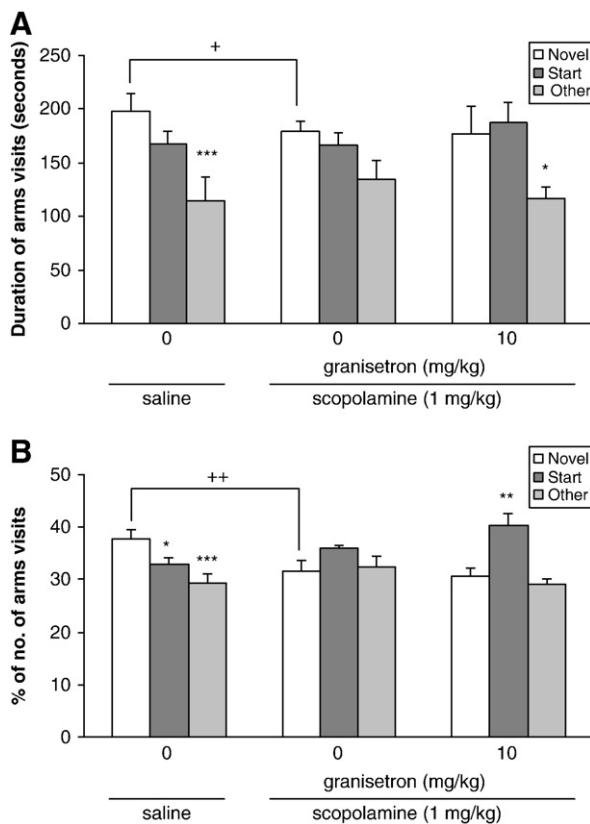 A
Duration of arms visits (seconds)
250
200
150
100
50
0
+
***
*
Novel
Start
Other
0 0 10
granisetron (mg/kg)
saline scopolamine (1 mg/kg)
B
% of no. of arms visits
50
40
30
20
10
0
++
*
***
**
Novel
Start
Other
0 0 10
granisetron (mg/kg)
saline scopolamine (1 mg/kg)